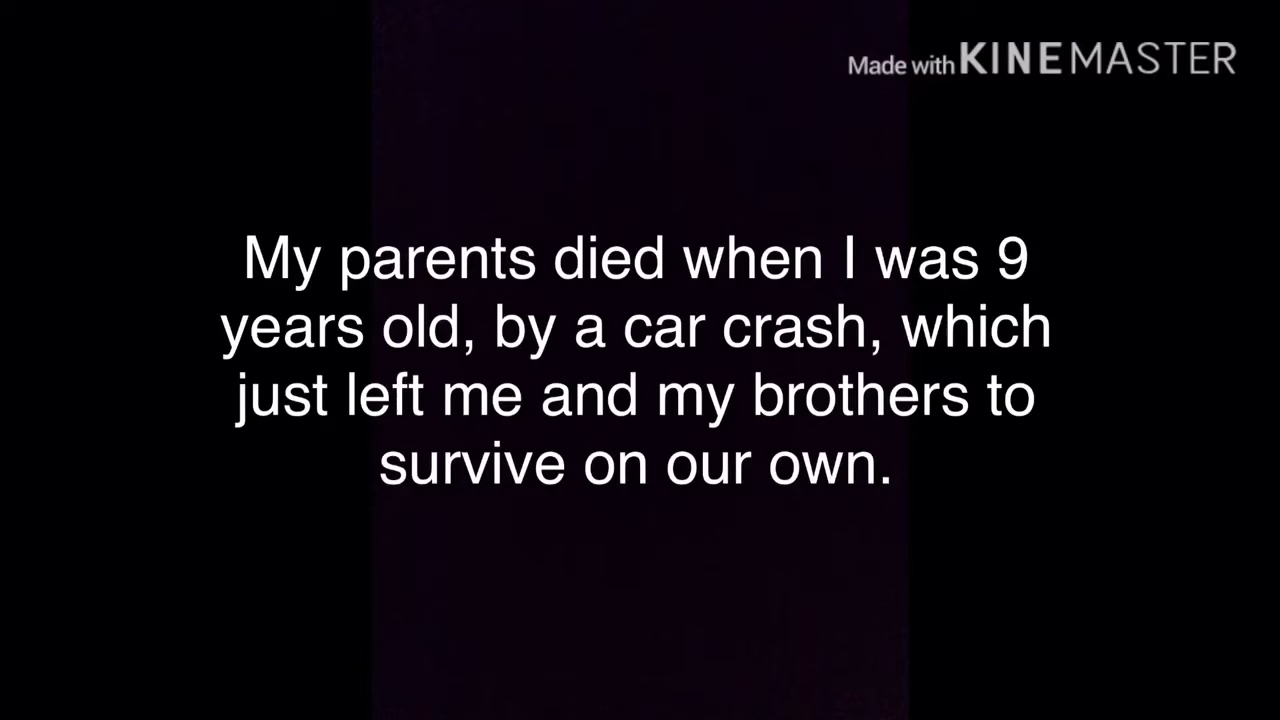 Made with KINEMASTER
My parents died when I was 9
years old, by a car crash, which
just left me and my brothers to
survive on our own.